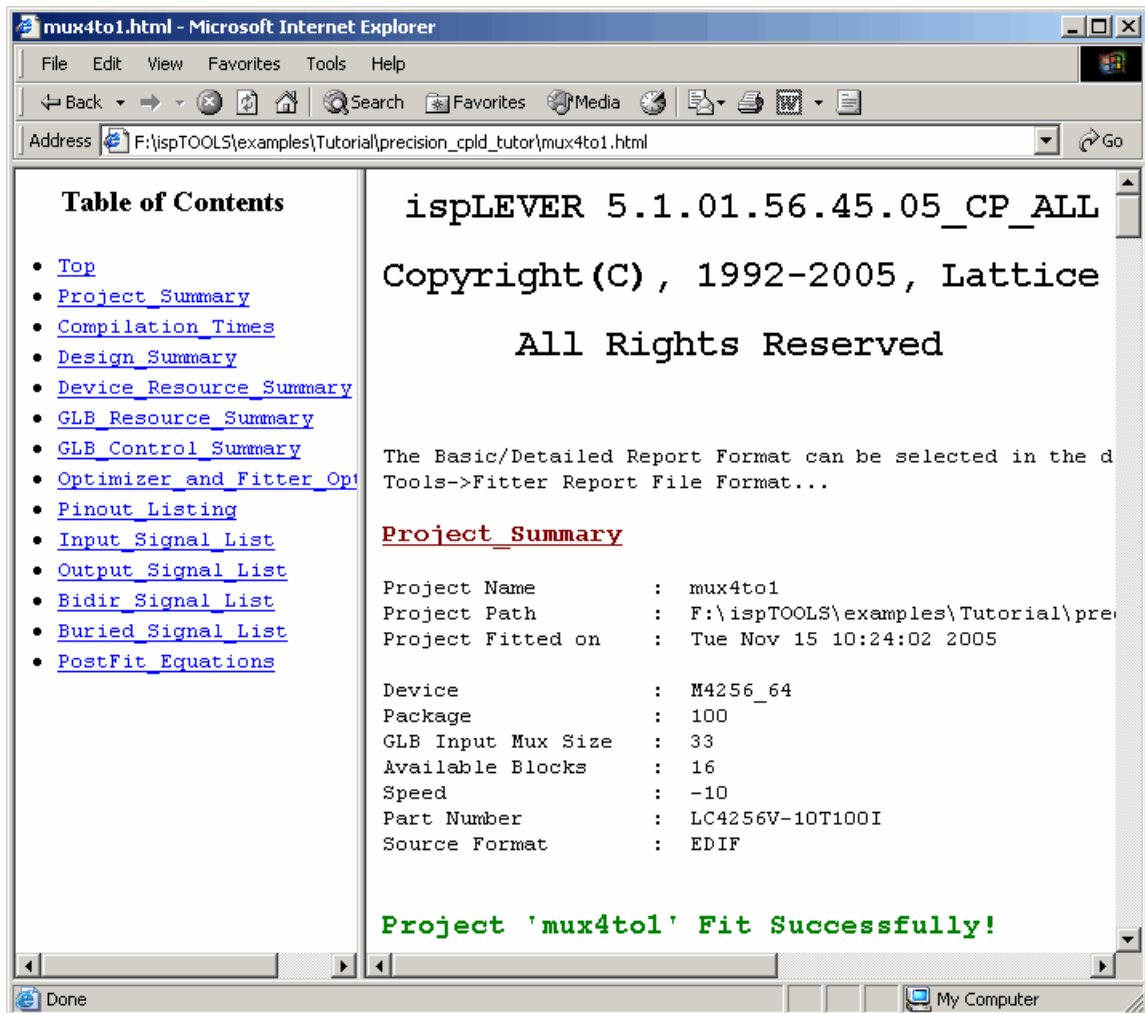 mux4to1.html - Microsoft Internet Explorer
File Edit View Favorites Tools Help
Back Search Favorites Media
Address F:\ispTOOLS\examples\Tutorial\precision_cpld_tutor\mux4to1.html Go
Table of Contents
Top
Project_Summary
Compilation_Times
Design_Summary
Device_Resource_Summary
GLB_Resource_Summary
GLB_Control_Summary
Optimizer_and_Fitter_Opt
Pinout_Listing
Input_Signal_List
Output_Signal_List
Bidir_Signal_List
Buried_Signal_List
PostFit_Equations
ispLEVER 5.1.01.56.45.05_CP_ALL
Copyright(C), 1992-2005, Lattice
All Rights Reserved
The Basic/Detailed Report Format can be selected in the d
Tools->Fitter Report File Format...
Project_Summary
Project Name : mux4to1
Project Path : F:\ispTOOLS\examples\Tutorial\prec
Project Fitted on : Tue Nov 15 10:24:02 2005
Device : M4256_64
Package : 100
GLB Input Mux Size : 33
Available Blocks : 16
Speed : -10
Part Number : LC4256V-10T100I
Source Format : EDIF
Project 'mux4to1' Fit Successfully!
Done My Computer